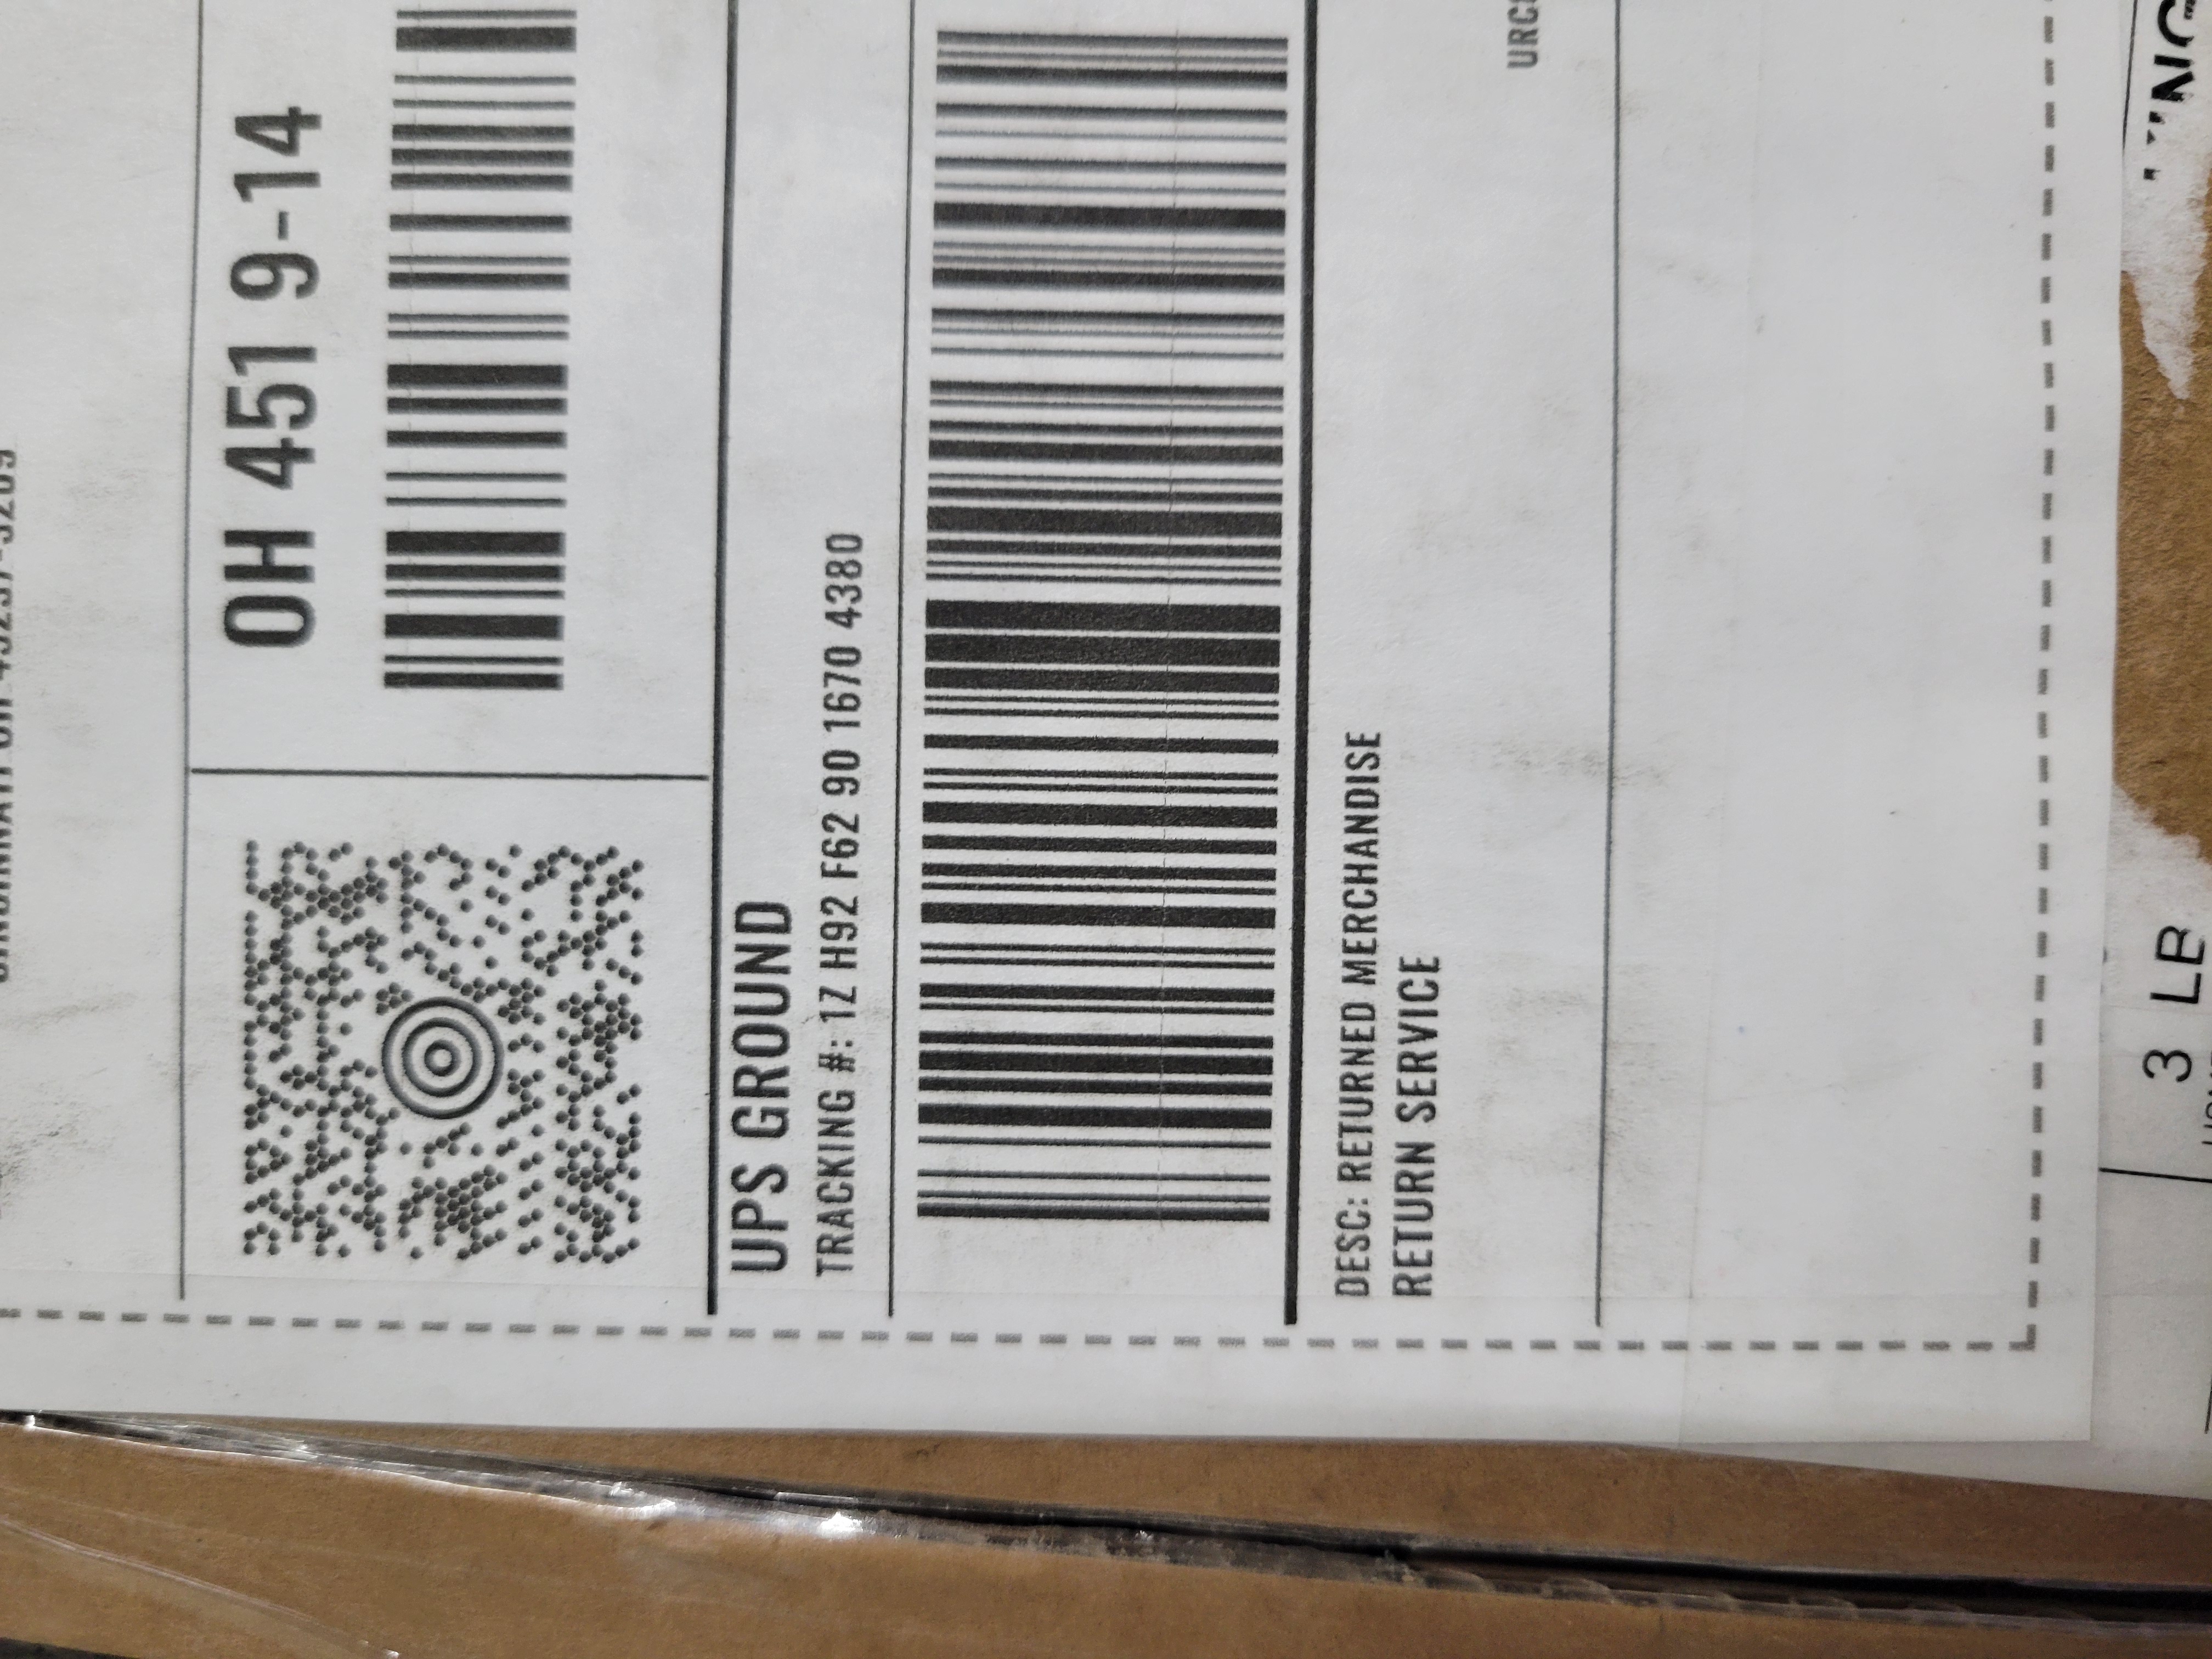 OH 451 9-14
UPS GROUND
TRACKING #: 1Z H92 F62 90 1670 4380
DESC: RETURNED MERCHANDISE
RETURN SERVICE
3 LB